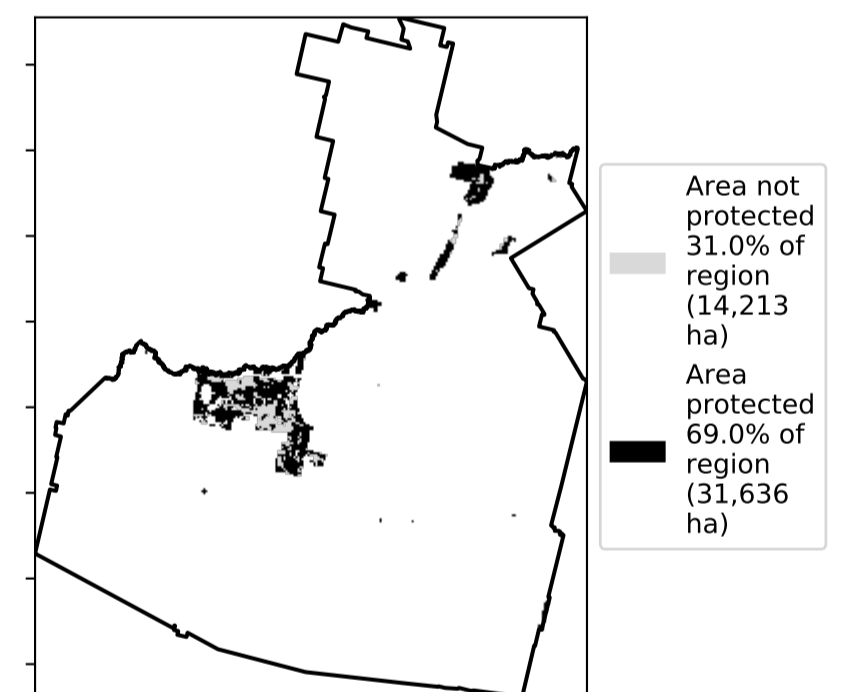 Area not
protected
31.0% of
region
(14,213
ha)
Area
protected
69.0% of
region
(31,636
ha)